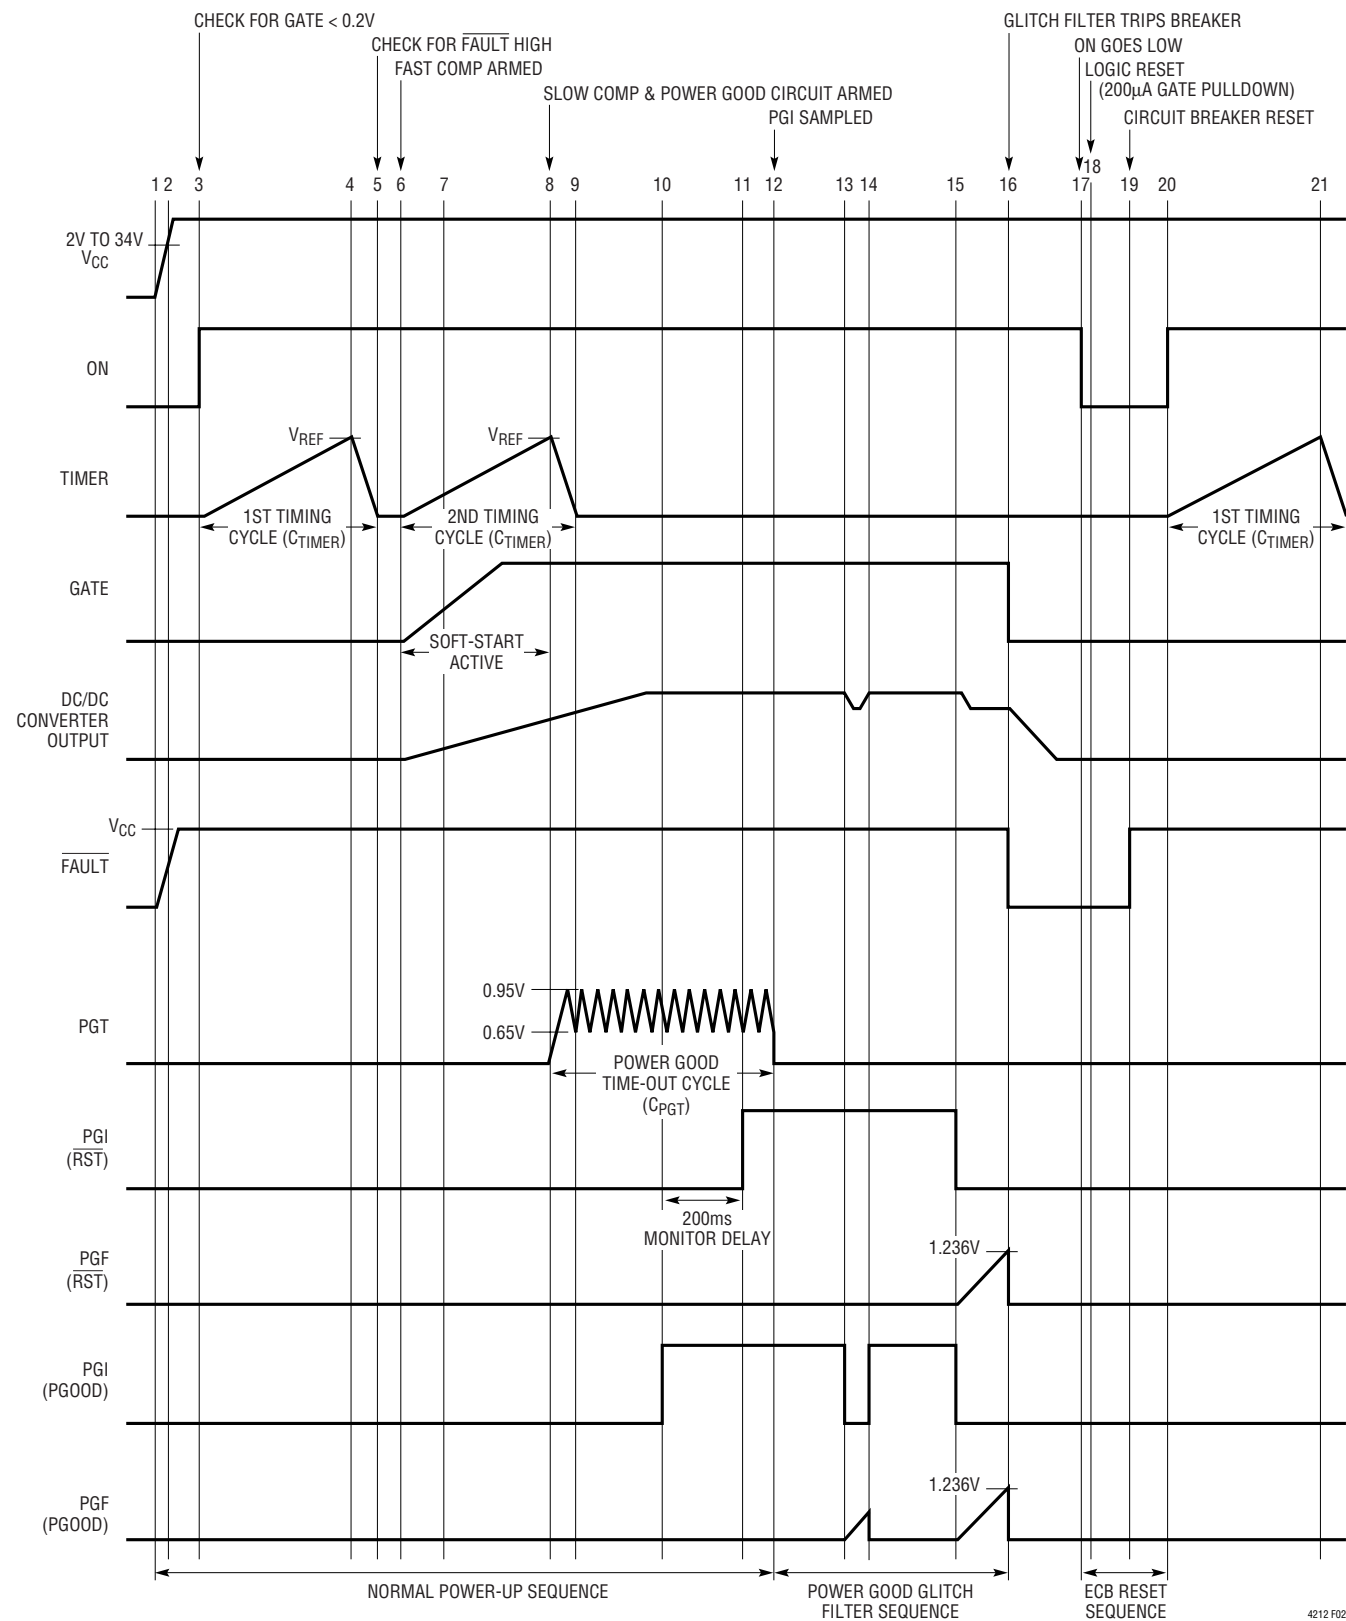 CHECK FOR GATE < 0.2V
GLITCH FILTER TRIPS BREAKER
CHECK FOR FAULT HIGH
ON GOES LOW
FAST COMP ARMED
LOGIC RESET
(200µA GATE PULLDOWN)
SLOW COMP & POWER GOOD CIRCUIT ARMED
PGI SAMPLED
CIRCUIT BREAKER RESET
1 2 3 4 5 6 7 8 9 10 11 12 13 14 15 16 17 18 19 20 21
2V TO 34V
VCC
ON
VREF
VREF
TIMER
1ST TIMING
CYCLE (CTIMER)
2ND TIMING
CYCLE (CTIMER)
1ST TIMING
CYCLE (CTIMER)
GATE
SOFT-START
ACTIVE
DC/DC
CONVERTER
OUTPUT
VCC
FAULT
0.95V
PGT
0.65V
POWER GOOD
TIME-OUT CYCLE
(CPGT)
PGI
(RST)
200ms
MONITOR DELAY
PGF
(RST)
1.236V
PGI
(PGOOD)
1.236V
PGF
(PGOOD)
NORMAL POWER-UP SEQUENCE
POWER GOOD GLITCH
FILTER SEQUENCE
ECB RESET
SEQUENCE
4212 F02